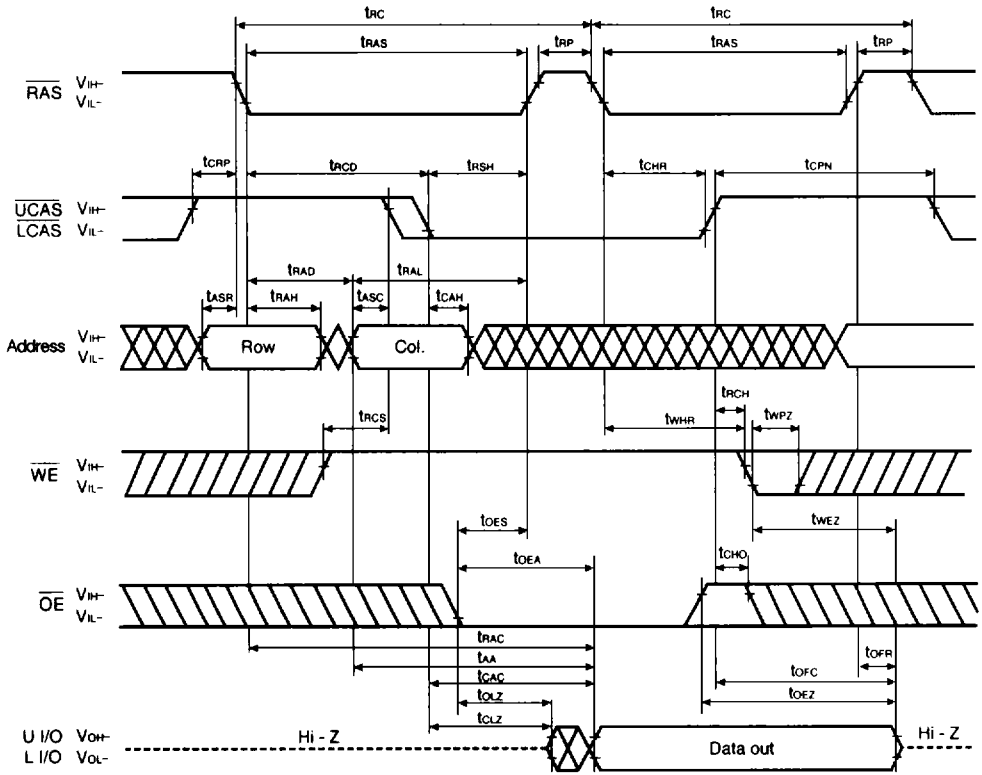 tRC tRC
tRAS tRP tRAS tRP
RAS VIH– VIL–
tCRP tRCD tRSH tCHR tCPN
UCAS VIH–
LCAS VIL–
tRAD tRAL
tASR tRAH tASC tCAH
Address VIH– VIL–
Row Col.
tRCH
tRCS tWHR tWPZ
WE VIH– VIL–
tOES tWEZ
tOEA tCHO
OE VIH– VIL–
tRAC
tAA tOFR
tCAC tOFC
tOLZ tOEZ
tCLZ
U I/O VOH–
L I/O VOL–
Hi - Z Data out Hi - Z